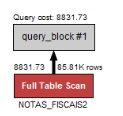 Query cost: 8831.73
query_block #1
8831.73 85.81K rows
Full Table Scan
NOTAS_FISCAIS2